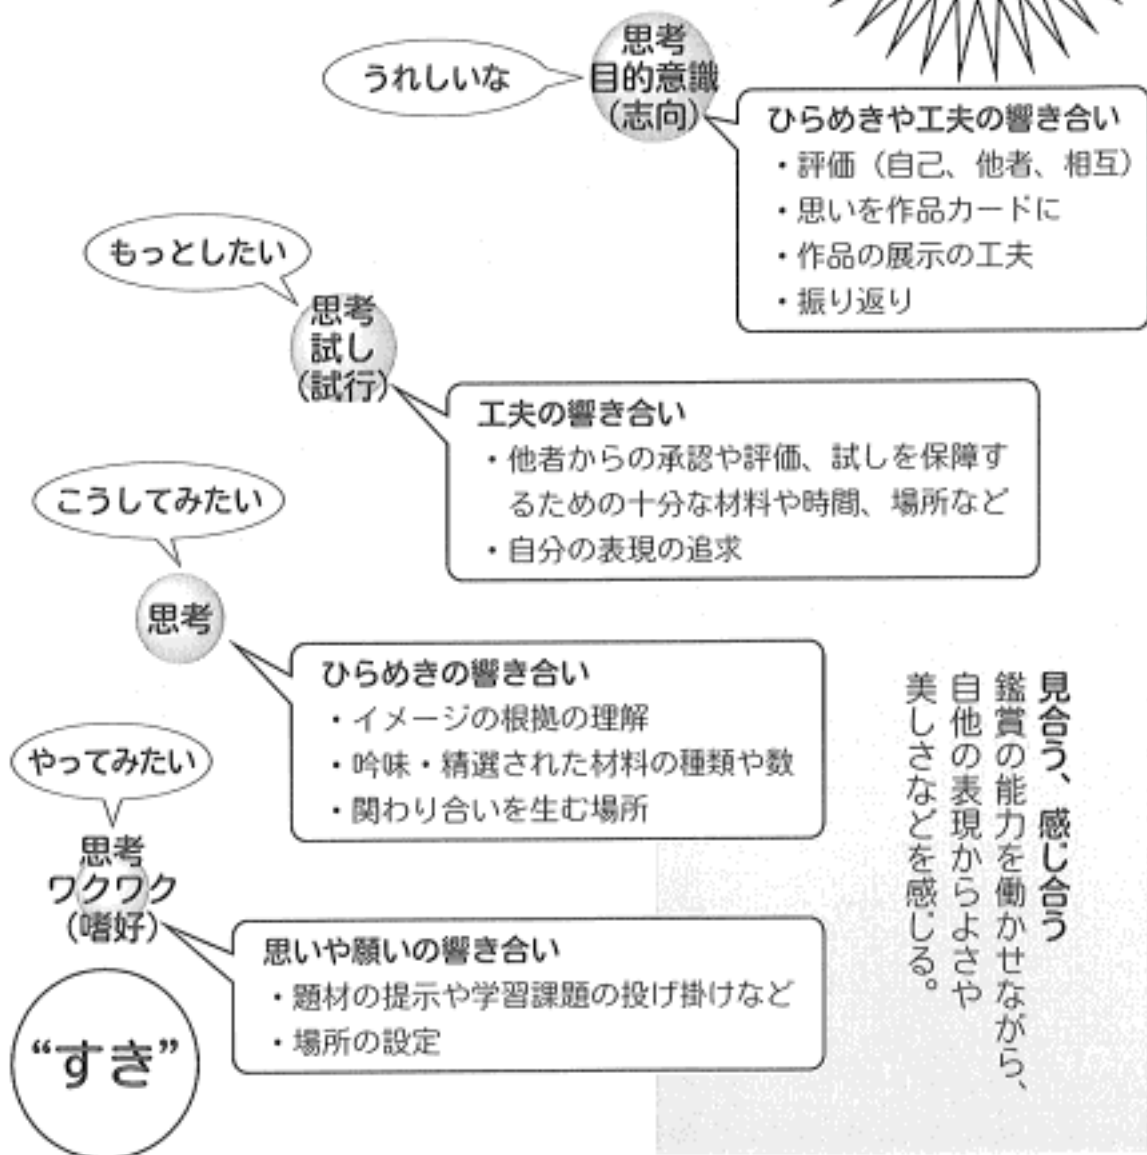 うれしいな
思考
目的意識
(志向)
ひらめきや工夫の響き合い
・評価（自己、他者、相互）
・思いを作品カードに
・作品の展示の工夫
・振り返り
もっとしたい
思考
試し
(試行)
工夫の響き合い
・他者からの承認や評価、試しを保障す
るための十分な材料や時間、場所など
・自分の表現の追求
こうしてみたい
思考
ひらめきの響き合い
・イメージの根拠の理解
・吟味・精選された材料の種類や数
・関わり合いを生む場所
やってみたい
思考
ワクワク
(嗜好)
思いや願いの響き合い
・題材の提示や学習課題の投げ掛けなど
・場所の設定
“すき”
見合う、感じ合う
鑑賞の能力を働かせながら、
自他の表現からよさや
美しさなどを感じる。